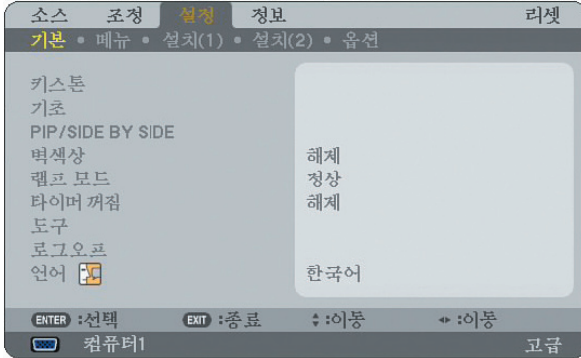 소스 조정 설정 정보 리셋
기본 • 메뉴 • 설치(1) • 설치(2) • 옵션
키스톤
기초
PIP/SIDE BY SIDE
벽색상 해제
램프 모드 정상
타이머 꺼짐 해제
도구
로그오프
언어 한국어
ENTER :선택 EXIT :종료 :이동 :이동
컴퓨터1 고급